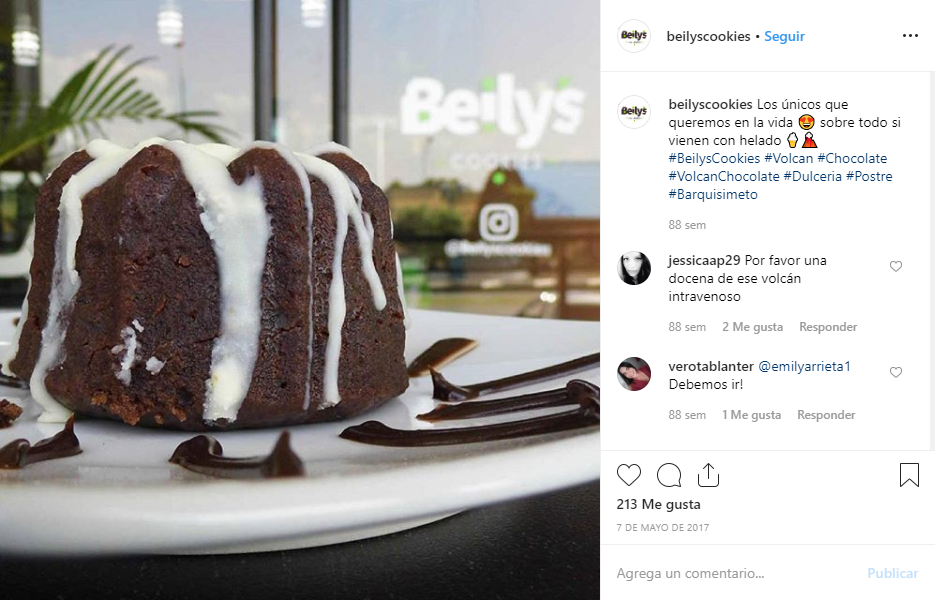 Beilys
COOKIES
@Beilyscookies
Beilys
beilyscookies • Seguir
Beilys
beilyscookies Los únicos que
queremos en la vida 😍 sobre todo si
vienen con helado 🍦🌋
#BeilysCookies #Volcan #Chocolate
#VolcanChocolate #Dulceria #Postre
#Barquisimeto
88 sem
jessicaap29 Por favor una
docena de ese volcán
intravenoso
88 sem 2 Me gusta Responder
verotablanter @emilyarrieta1
Debemos ir!
88 sem 1 Me gusta Responder
213 Me gusta
7 DE MAYO DE 2017
Agrega un comentario... Publicar